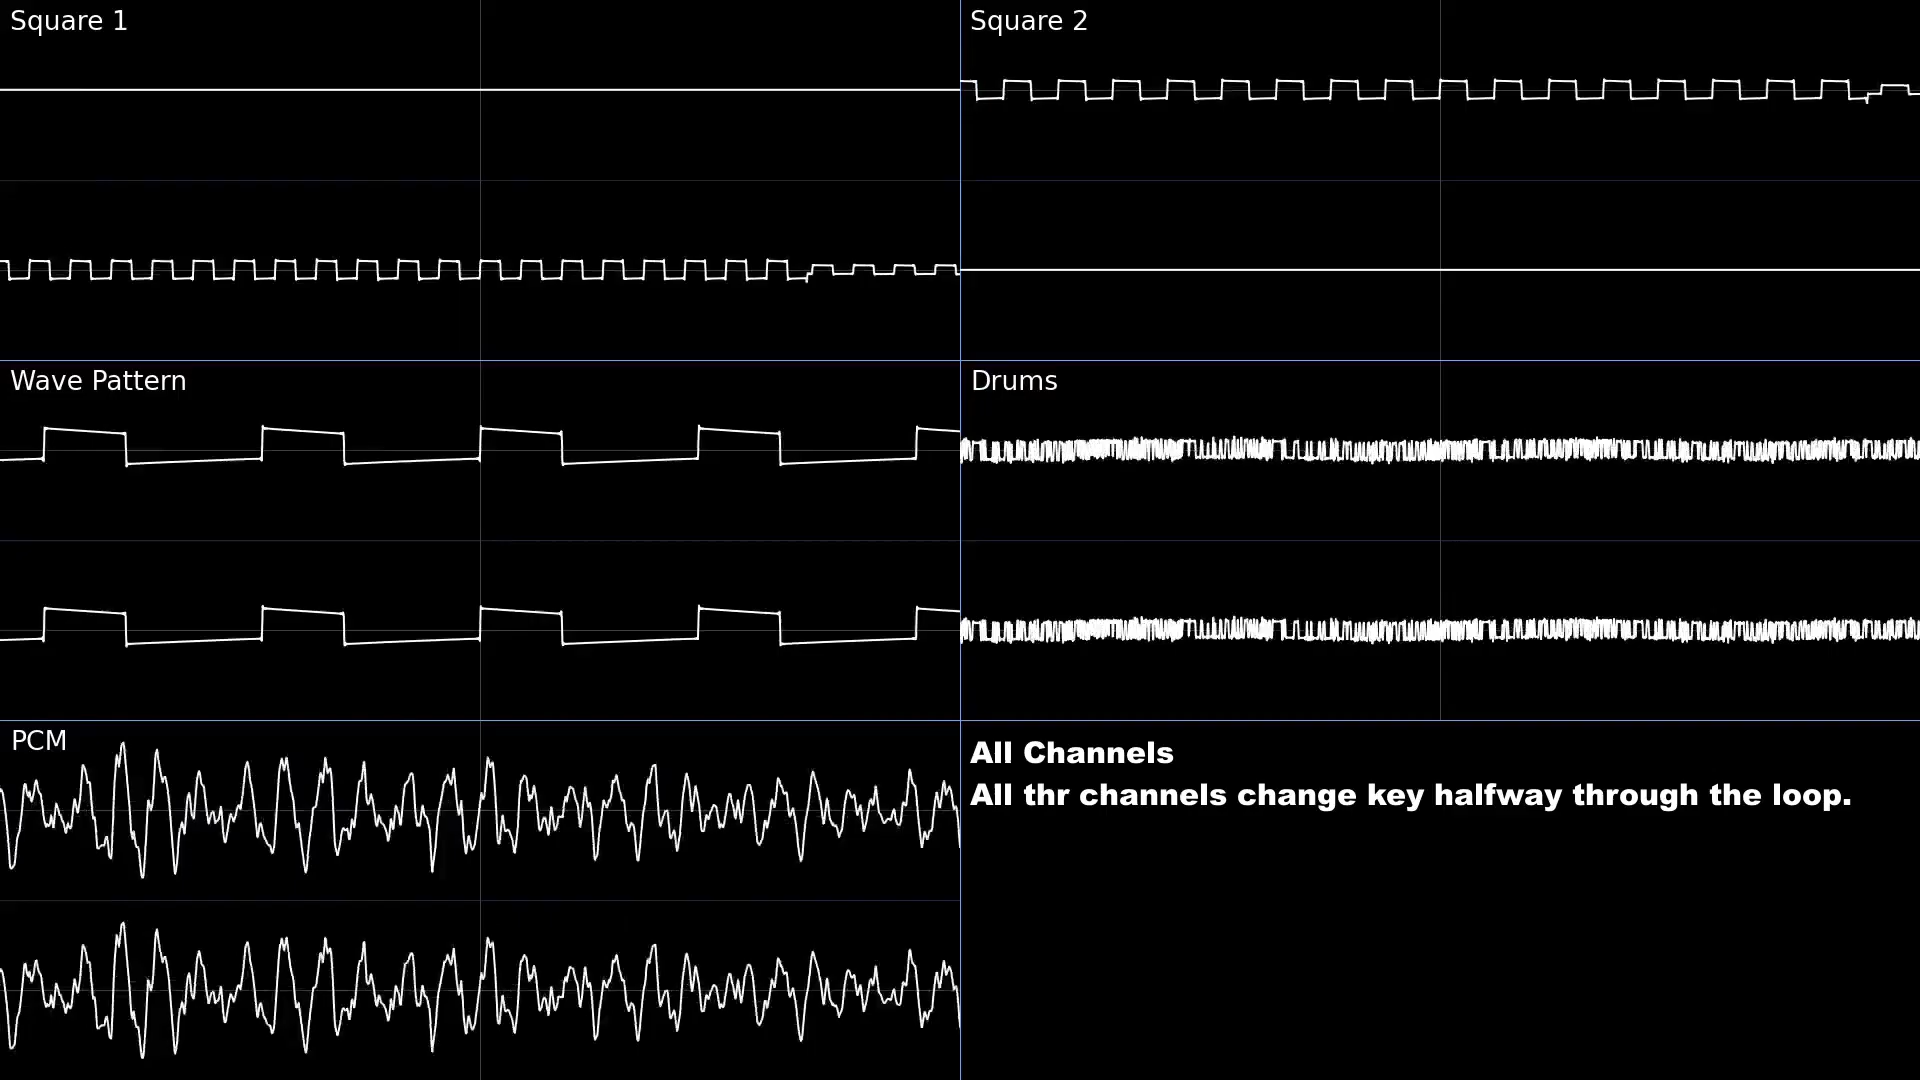 Square 1
Square 2
Wave Pattern
Drums
PCM
All Channels
All thr channels change key halfway through the loop.